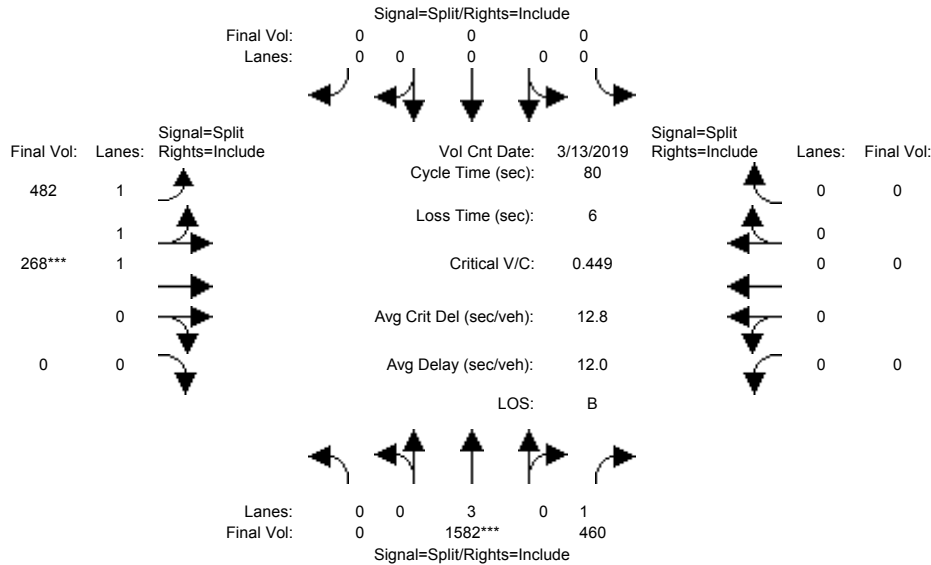 Signal=Split/Rights=Include
Final Vol: 0 0 0
Lanes: 0 0 0 0 0
Signal=Split
Final Vol: Lanes: Rights=Include
Vol Cnt Date: 3/13/2019
Signal=Split
Rights=Include Lanes: Final Vol:
Cycle Time (sec): 80
482 1 0 0
Loss Time (sec): 6
1 0
268*** 1 Critical V/C: 0.449 0 0
0 Avg Crit Del (sec/veh): 12.8 0
0 0 Avg Delay (sec/veh): 12.0 0 0
LOS: B
Lanes: 0 0 3 0 1
Final Vol: 0 1582*** 460
Signal=Split/Rights=Include